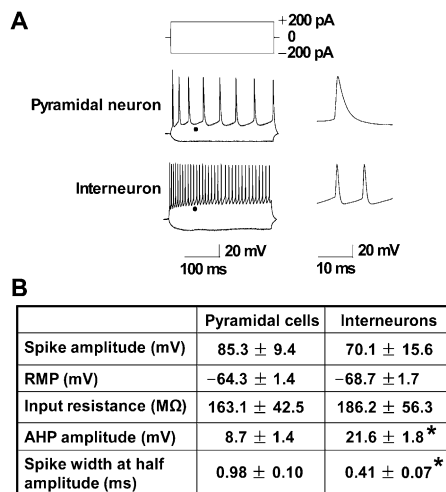 A
+200 pA
0
−200 pA
Pyramidal neuron
Interneuron
20 mV
100 ms
20 mV
10 ms
B
Pyramidal cells Interneurons
Spike amplitude (mV) 85.3 ± 9.4 70.1 ± 15.6
RMP (mV) −64.3 ± 1.4 −68.7 ±1.7
Input resistance (MΩ) 163.1 ± 42.5 186.2 ± 56.3
AHP amplitude (mV) 8.7 ± 1.4 21.6 ± 1.8*
Spike width at half
amplitude (ms) 0.98 ± 0.10 0.41 ± 0.07*